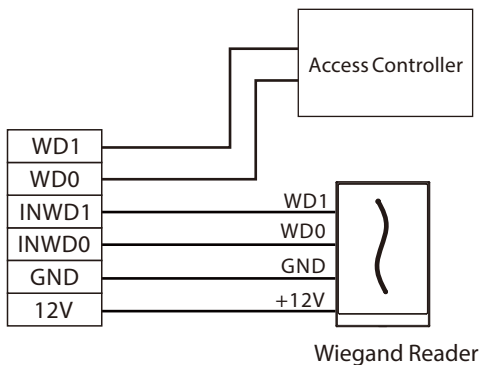 Access Controller
WD1
WD0
INWD1
INWD0
GND
12V
WD1
WD0
GND
+12V
Wiegand Reader